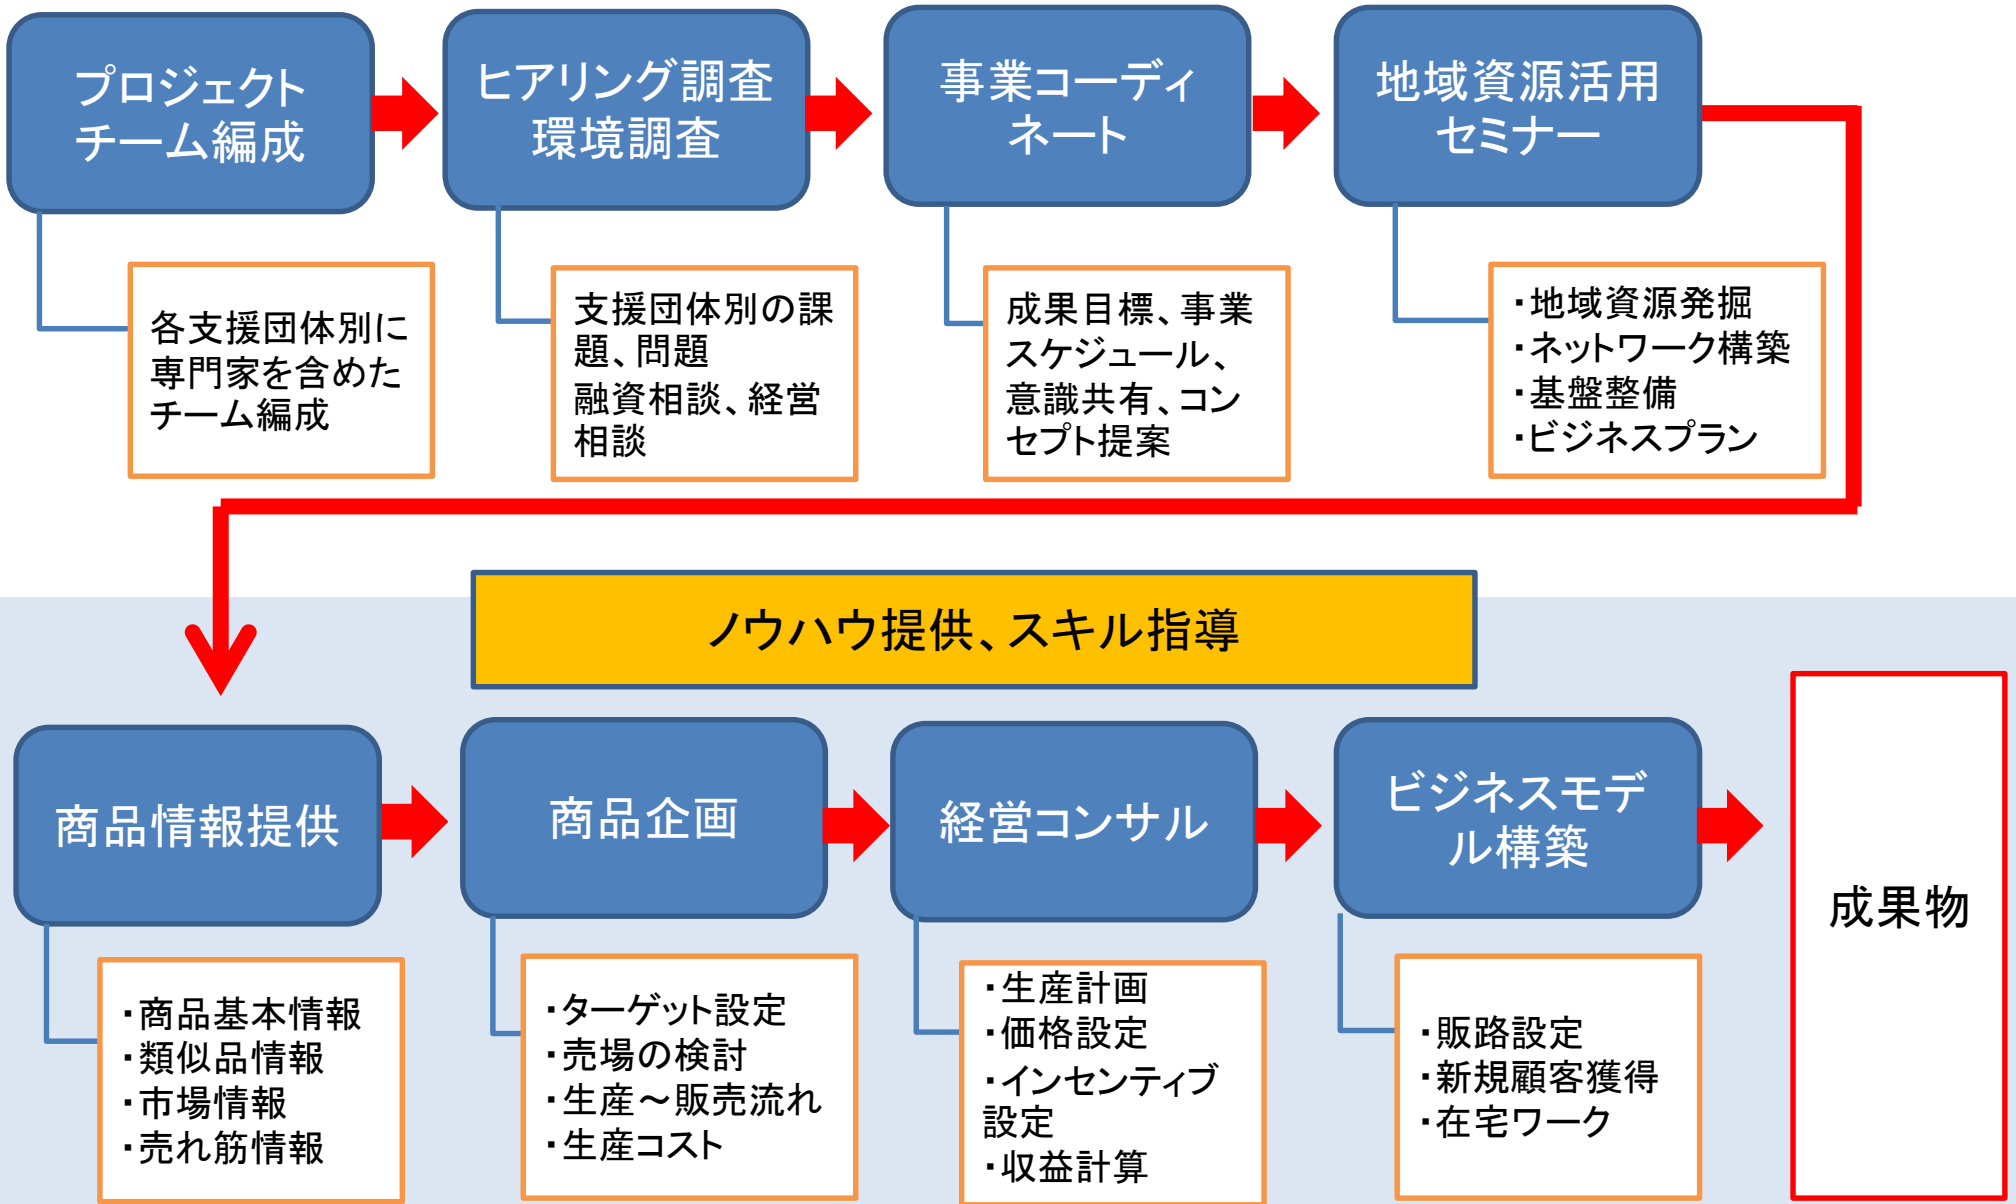 プロジェクト
チーム編成
ヒアリング調査
環境調査
事業コーディ
ネート
地域資源活用
セミナー
各支援団体別に
専門家を含めた
チーム編成
支援団体別の課
題、問題
融資相談、経営
相談
成果目標、事業
スケジュール、
意識共有、コン
セプト提案
・地域資源発掘
・ネットワーク構築
・基盤整備
・ビジネスプラン
ノウハウ提供、スキル指導
商品情報提供
商品企画
経営コンサル
ビジネスモデ
ル構築
成果物
・商品基本情報
・類似品情報
・市場情報
・売れ筋情報
・ターゲット設定
・売場の検討
・生産～販売流れ
・生産コスト
・生産計画
・価格設定
・インセンティブ
設定
・収益計算
・販路設定
・新規顧客獲得
・在宅ワーク